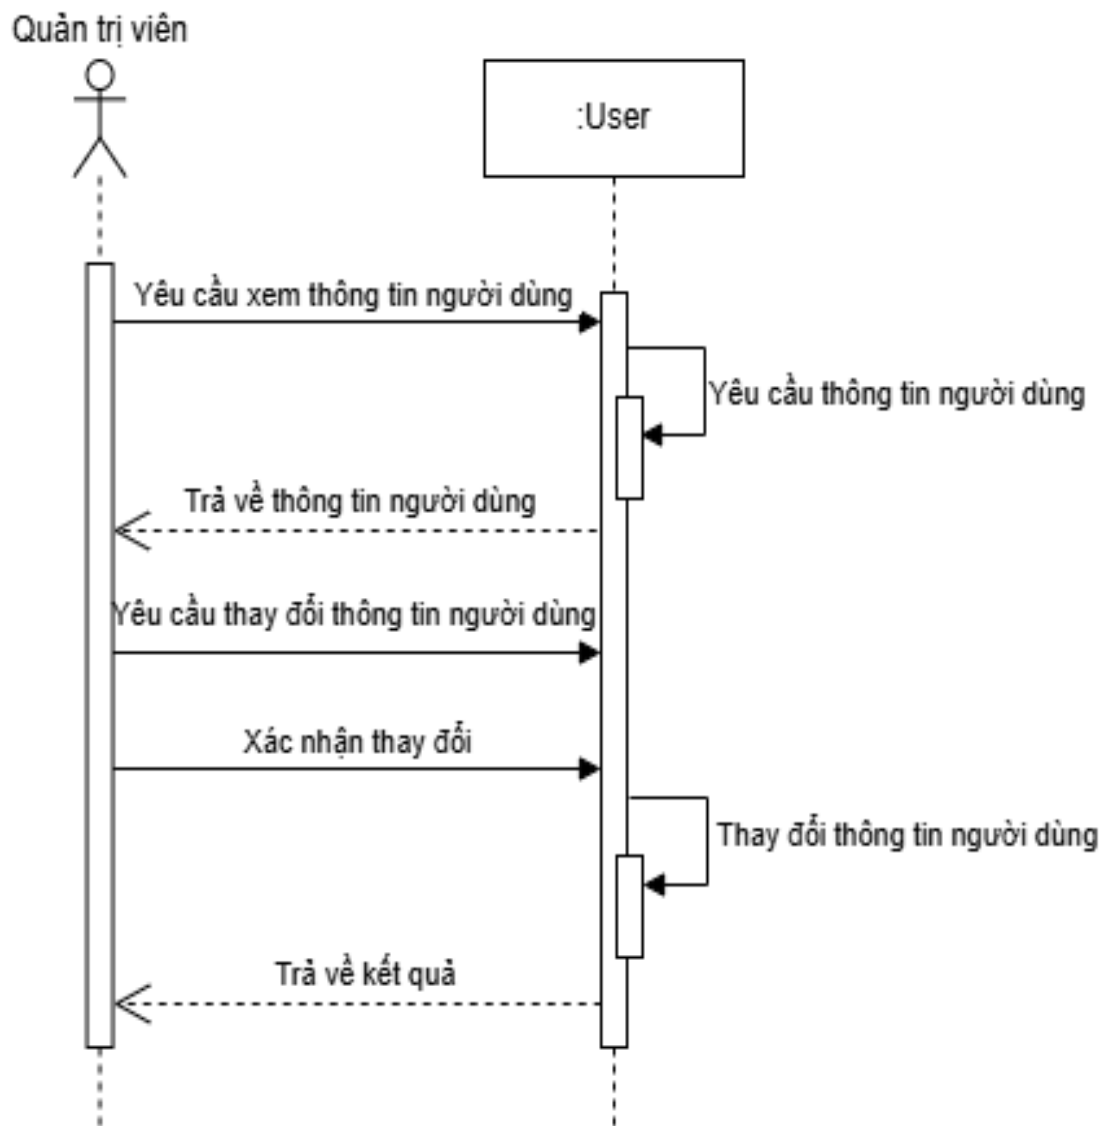 Quản trị viên
:User
Yêu cầu xem thông tin người dùng
Yêu cầu thông tin người dùng
Trả về thông tin người dùng
Yêu cầu thay đổi thông tin người dùng
Xác nhận thay đổi
Thay đổi thông tin người dùng
Trả về kết quả